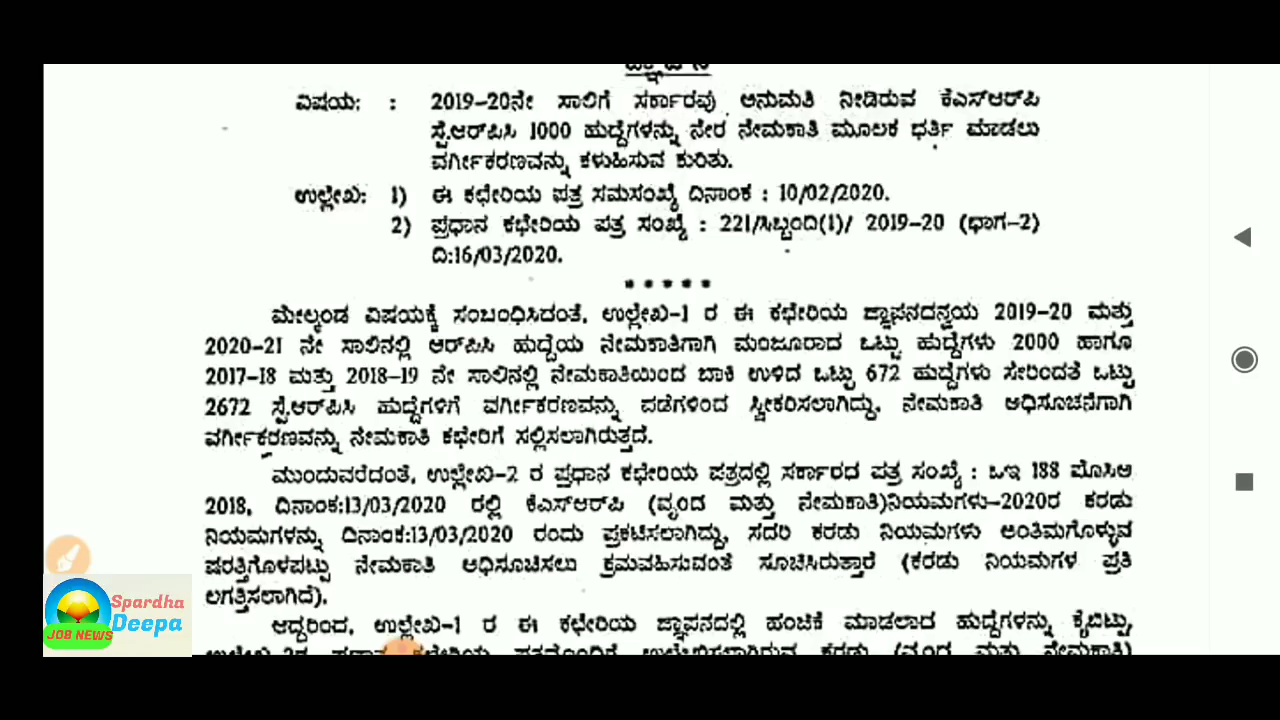 ವಿಷಯ: : 2019-20ನೇ ಸಾಲಿಗೆ ಸರ್ಕಾರವು ಅನುಮತಿ ನೀಡಿರುವ ಕೆಎಸ್ಆರ್‌ಪಿ
ಸ್ಪೆ.ಆರ್‌ಪಿಸಿ 1000 ಹುದ್ದೆಗಳನ್ನು ನೇರ ನೇಮಕಾತಿ ಮೂಲಕ ಭರ್ತಿ ಮಾಡಲು
ವರ್ಗೀಕರಣವನ್ನು ಕಳುಹಿಸುವ ಕುರಿತು.
ಉಲ್ಲೇಖ: 1) ಈ ಕಛೇರಿಯ ಪತ್ರ ಸಮಸಂಖ್ಯೆ ದಿನಾಂಕ : 10/02/2020.
2) ಪ್ರಧಾನ ಕಛೇರಿಯ ಪತ್ರ ಸಂಖ್ಯೆ : 221/ಸಿಬ್ಬಂದಿ(1)/ 2019-20 (ಭಾಗ-2)
ದಿ:16/03/2020.
*****
ಮೇಲ್ಕಂಡ ವಿಷಯಕ್ಕೆ ಸಂಬಂಧಿಸಿದಂತೆ, ಉಲ್ಲೇಖ-1 ರ ಈ ಕಛೇರಿಯ ಜ್ಞಾಪನದನ್ವಯ 2019-20 ಮತ್ತು
2020-21 ನೇ ಸಾಲಿನಲ್ಲಿ ಆರ್‌ಪಿಸಿ ಹುದ್ದೆಯ ನೇಮಕಾತಿಗಾಗಿ ಮಂಜೂರಾದ ಒಟ್ಟು ಹುದ್ದೆಗಳು 2000 ಹಾಗೂ
2017-18 ಮತ್ತು 2018-19 ನೇ ಸಾಲಿನಲ್ಲಿ ನೇಮಕಾತಿಯಿಂದ ಬಾಕಿ ಉಳಿದ ಒಟ್ಟು 672 ಹುದ್ದೆಗಳು ಸೇರಿಂದತೆ ಒಟ್ಟು
2672 ಸ್ಪೆ.ಆರ್‌ಪಿಸಿ ಹುದ್ದೆಗಳಿಗೆ ವರ್ಗೀಕರಣವನ್ನು ಪಡೆಗಳಿಂದ ಸ್ವೀಕರಿಸಲಾಗಿದ್ದು, ನೇಮಕಾತಿ ಅಧಿಸೂಚನೆಗಾಗಿ
ವರ್ಗೀಕರಣವನ್ನು ನೇಮಕಾತಿ ಕಛೇರಿಗೆ ಸಲ್ಲಿಸಲಾಗಿರುತ್ತದೆ.
ಮುಂದುವರೆದಂತೆ, ಉಲ್ಲೇಖ-2 ರ ಪ್ರಧಾನ ಕಛೇರಿಯ ಪತ್ರದಲ್ಲಿ ಸರ್ಕಾರದ ಪತ್ರ ಸಂಖ್ಯೆ : ಒಇ 188 ಪೊಸಿಇ
2018, ದಿನಾಂಕ:13/03/2020 ರಲ್ಲಿ ಕೆಎಸ್ಆರ್‌ಪಿ (ವೃಂದ ಮತ್ತು ನೇಮಕಾತಿ)ನಿಯಮಗಳು-2020ರ ಕರಡು
ನಿಯಮಗಳನ್ನು ದಿನಾಂಕ:13/03/2020 ರಂದು ಪ್ರಕಟಿಸಲಾಗಿದ್ದು, ಸದರಿ ಕರಡು ನಿಯಮಗಳು ಅಂತಿಮಗೊಳ್ಳುವ
ಷರತ್ತಿಗೊಳಪಟ್ಟು ನೇಮಕಾತಿ ಅಧಿಸೂಚಿಸಲು ಕ್ರಮವಹಿಸುವಂತೆ ಸೂಚಿಸಿರುತ್ತಾರೆ (ಕರಡು ನಿಯಮಗಳ ಪ್ರತಿ
ಲಗತ್ತಿಸಲಾಗಿದೆ).
ಆದ್ದರಿಂದ, ಉಲ್ಲೇಖ-1 ರ ಈ ಕಛೇರಿಯ ಜ್ಞಾಪನದಲ್ಲಿ ಹಂಚಿಕೆ ಮಾಡಲಾದ ಹುದ್ದೆಗಳನ್ನು ಕೈಬಿಟ್ಟು,
Spardha
Deepa
JOB NEWS